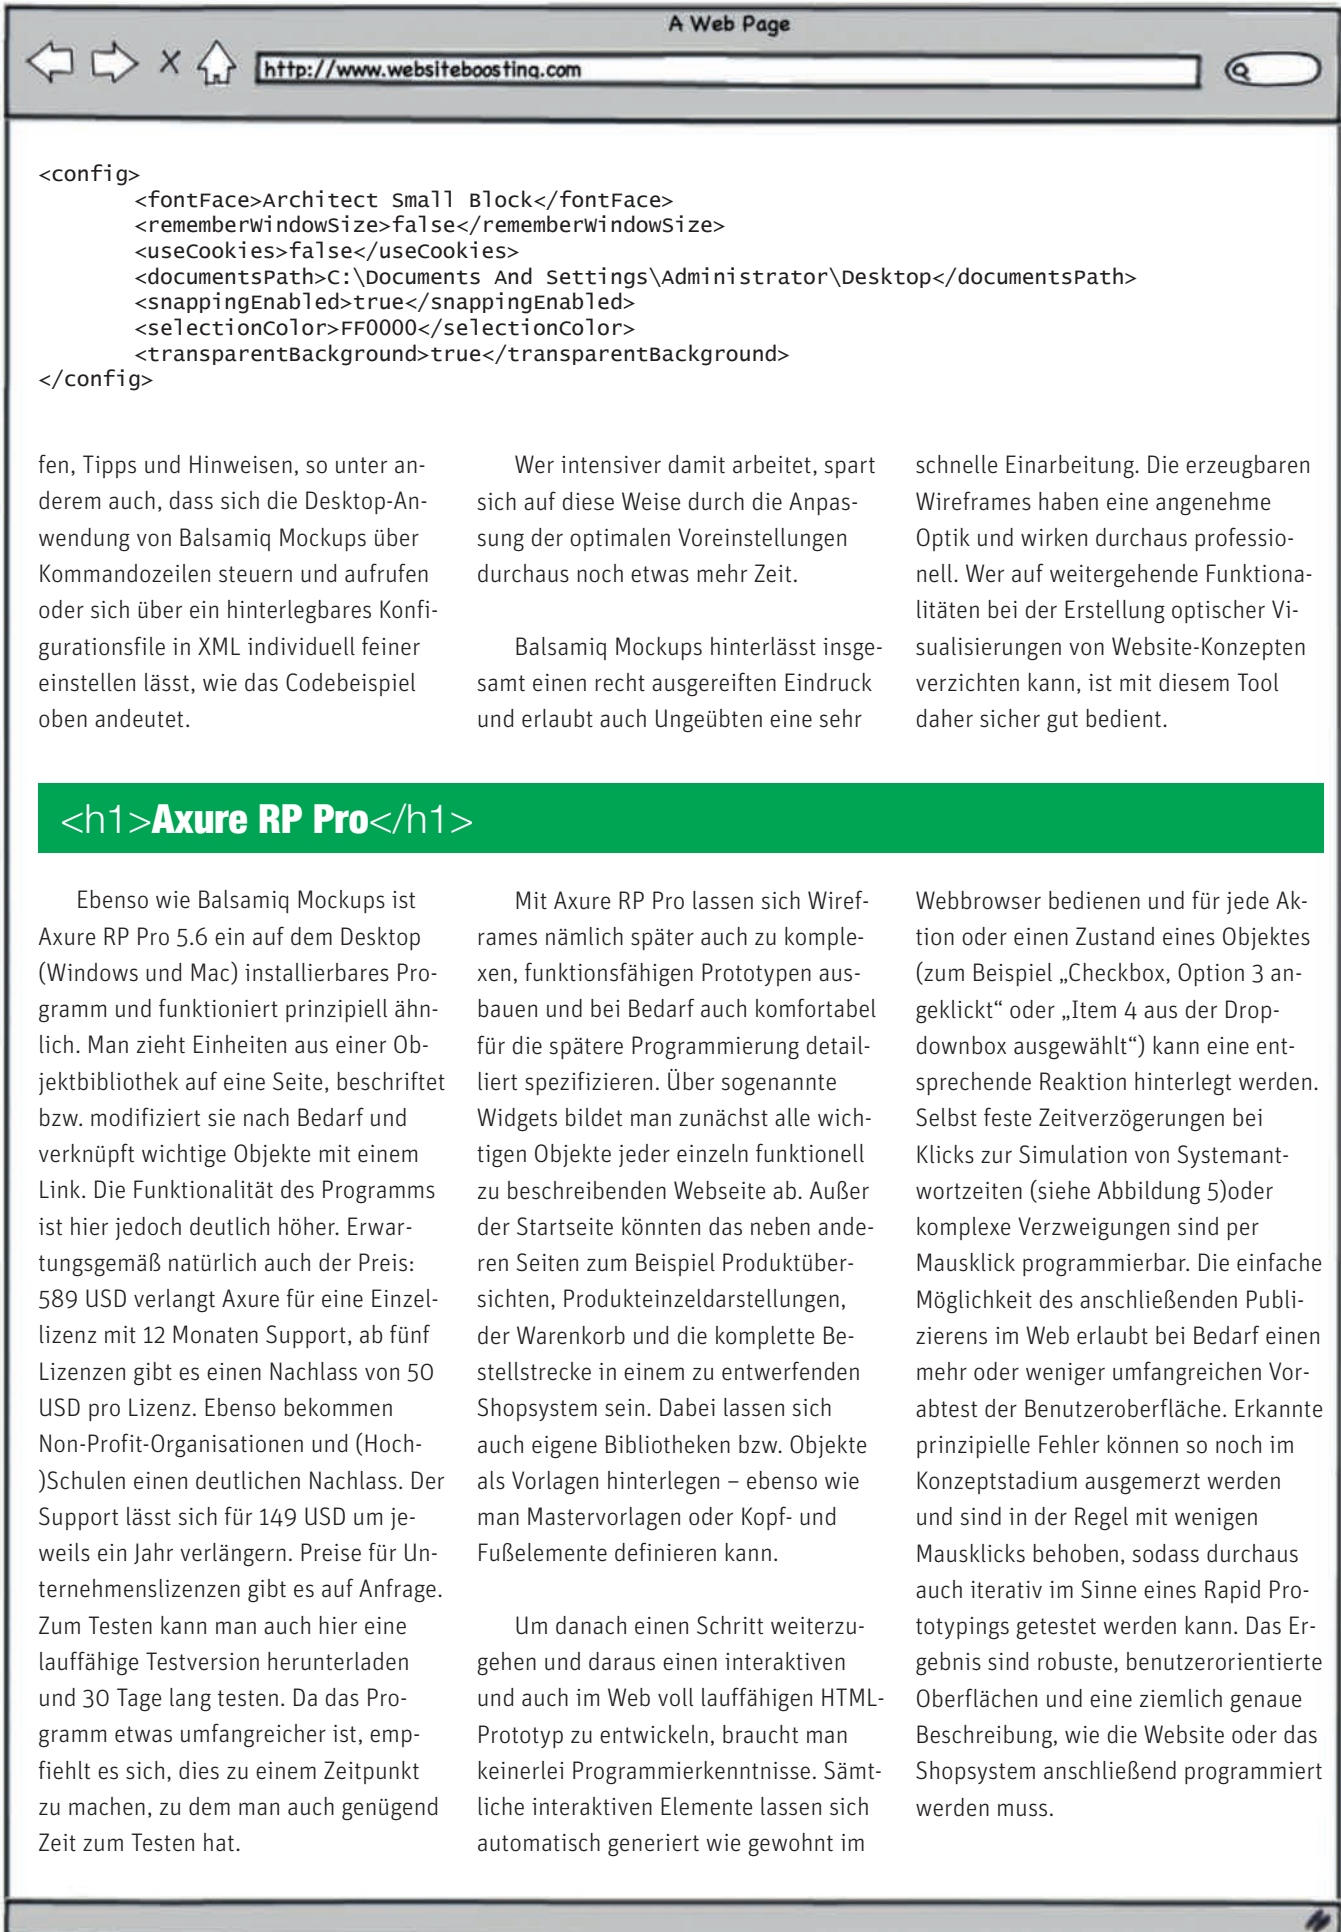 A Web Page
http://www.websiteboosting.com
<config>
<fontFace>Architect Small Block</fontFace>
<rememberWindowSize>false</rememberWindowSize>
<useCookies>false</useCookies>
<documentsPath>C:\Documents And Settings\Administrator\Desktop</documentsPath>
<snappingEnabled>true</snappingEnabled>
<selectionColor>FF0000</selectionColor>
<transparentBackground>true</transparentBackground>
</config>
fen, Tipps und Hinweisen, so unter an-
derem auch, dass sich die Desktop-An-
wendung von Balsamiq Mockups über
Kommandozeilen steuern und aufrufen
oder sich über ein hinterlegbares Konfi-
gurationsfile in XML individuell feiner
einstellen lässt, wie das Codebeispiel
oben andeutet.
Wer intensiver damit arbeitet, spart
sich auf diese Weise durch die Anpas-
sung der optimalen Voreinstellungen
durchaus noch etwas mehr Zeit.
Balsamiq Mockups hinterlässt insge-
samt einen recht ausgereiften Eindruck
und erlaubt auch Ungeübten eine sehr
schnelle Einarbeitung. Die erzeugbaren
Wireframes haben eine angenehme
Optik und wirken durchaus professio-
nell. Wer auf weitergehende Funktiona-
litäten bei der Erstellung optischer Vi-
sualisierungen von Website-Konzepten
verzichten kann, ist mit diesem Tool
daher sicher gut bedient.
<h1>Axure RP Pro</h1>
Ebenso wie Balsamiq Mockups ist
Axure RP Pro 5.6 ein auf dem Desktop
(Windows und Mac) installierbares Pro-
gramm und funktioniert prinzipiell ähn-
lich. Man zieht Einheiten aus einer Ob-
jektbibliothek auf eine Seite, beschriftet
bzw. modifiziert sie nach Bedarf und
verknüpft wichtige Objekte mit einem
Link. Die Funktionalität des Programms
ist hier jedoch deutlich höher. Erwar-
tungsgemäß natürlich auch der Preis:
589 USD verlangt Axure für eine Einzel-
lizenz mit 12 Monaten Support, ab fünf
Lizenzen gibt es einen Nachlass von 50
USD pro Lizenz. Ebenso bekommen
Non-Profit-Organisationen und (Hoch-
)Schulen einen deutlichen Nachlass. Der
Support lässt sich für 149 USD um je-
weils ein Jahr verlängern. Preise für Un-
ternehmenslizenzen gibt es auf Anfrage.
Zum Testen kann man auch hier eine
lauffähige Testversion herunterladen
und 30 Tage lang testen. Da das Pro-
gramm etwas umfangreicher ist, emp-
fiehlt es sich, dies zu einem Zeitpunkt
zu machen, zu dem man auch genügend
Zeit zum Testen hat.
Mit Axure RP Pro lassen sich Wiref-
rames nämlich später auch zu komple-
xen, funktionsfähigen Prototypen aus-
bauen und bei Bedarf auch komfortabel
für die spätere Programmierung detail-
liert spezifizieren. Über sogenannte
Widgets bildet man zunächst alle wich-
tigen Objekte jeder einzeln funktionell
zu beschreibenden Webseite ab. Außer
der Startseite könnten das neben ande-
ren Seiten zum Beispiel Produktüber-
sichten, Produkteinzeldarstellungen,
der Warenkorb und die komplette Be-
stellstrecke in einem zu entwerfenden
Shopsystem sein. Dabei lassen sich
auch eigene Bibliotheken bzw. Objekte
als Vorlagen hinterlegen – ebenso wie
man Mastervorlagen oder Kopf- und
Fußelemente definieren kann.
Um danach einen Schritt weiterzu-
gehen und daraus einen interaktiven
und auch im Web voll lauffähigen HTML-
Prototyp zu entwickeln, braucht man
keinerlei Programmierkenntnisse. Sämt-
liche interaktiven Elemente lassen sich
automatisch generiert wie gewohnt im
Webbrowser bedienen und für jede Ak-
tion oder einen Zustand eines Objektes
(zum Beispiel „Checkbox, Option 3 an-
geklickt“ oder „Item 4 aus der Drop-
downbox ausgewählt“) kann eine ent-
sprechende Reaktion hinterlegt werden.
Selbst feste Zeitverzögerungen bei
Klicks zur Simulation von Systemant-
wortzeiten (siehe Abbildung 5)oder
komplexe Verzweigungen sind per
Mausklick programmierbar. Die einfache
Möglichkeit des anschließenden Publi-
zierens im Web erlaubt bei Bedarf einen
mehr oder weniger umfangreichen Vor-
abtest der Benutzeroberfläche. Erkannte
prinzipielle Fehler können so noch im
Konzeptstadium ausgemerzt werden
und sind in der Regel mit wenigen
Mausklicks behoben, sodass durchaus
auch iterativ im Sinne eines Rapid Pro-
totypings getestet werden kann. Das Er-
gebnis sind robuste, benutzerorientierte
Oberflächen und eine ziemlich genaue
Beschreibung, wie die Website oder das
Shopsystem anschließend programmiert
werden muss.